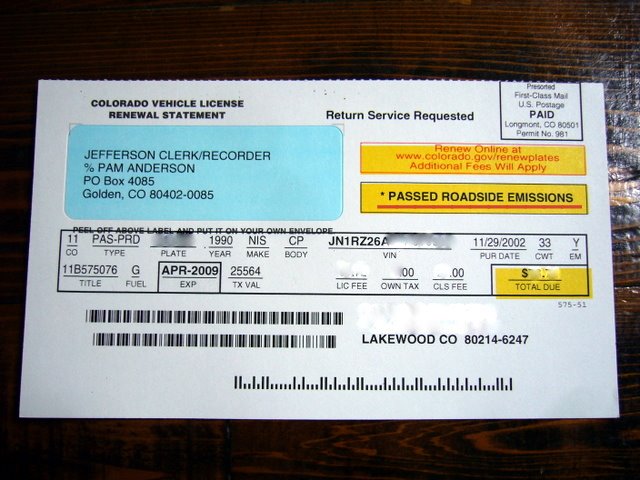 COLORADO VEHICLE LICENSE
RENEWAL STATEMENT
Return Service Requested
Presorted
First-Class Mail
U.S. Postage
PAID
Longmont, CO 80501
Permit No. 981
JEFFERSON CLERK/RECORDER
% PAM ANDERSON
PO Box 4085
Golden, CO 80402-0085
Renew Online at
www.colorado.gov/renewplates
Additional Fees Will Apply
* PASSED ROADSIDE EMISSIONS
PEEL OFF ABOVE LABEL AND PUT IT ON YOUR OWN ENVELOPE
11 PAS-PRD 1990 NIS CP JN1RZ26A 11/29/2002 33 Y
CO TYPE PLATE YEAR MAKE BODY VIN PUR DATE CWT EM
11B575076 G APR-2009 25564 .00 .00 $
TITLE FUEL EXP TX VAL LIC FEE OWN TAX CLS FEE TOTAL DUE
575-51
LAKEWOOD CO 80214-6247